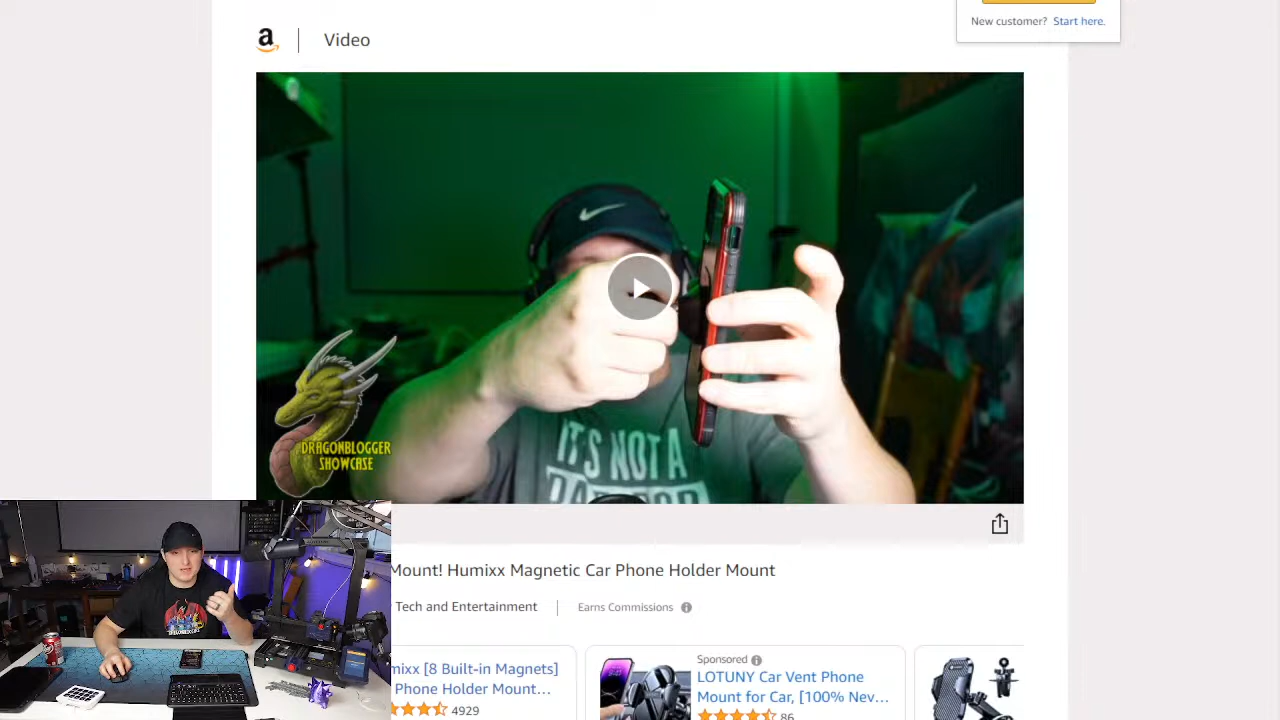 New customer? Start here.
a
Video
IT'S NOT A
DRAGONBLOGGER
SHOWCASE
Mount! Humixx Magnetic Car Phone Holder Mount
Tech and Entertainment
Earns Commissions
mixx [8 Built-in Magnets]
Phone Holder Mount…
4929
Sponsored
LOTUNY Car Vent Phone
Mount for Car, [100% Nev…
86